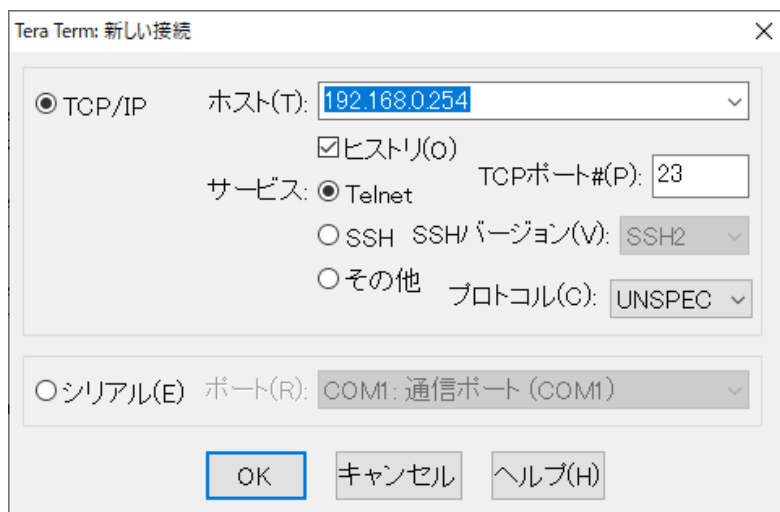 Tera Term: 新しい接続
TCP/IP
ホスト(T): 192.168.0.254
ヒストリ(O)
サービス: Telnet
TCPポート#(P): 23
SSH
SSHバージョン(V): SSH2
その他
プロトコル(C): UNSPEC
シリアル(E)
ポート(R): COM1: 通信ポート (COM1)
OK
キャンセル
ヘルプ(H)